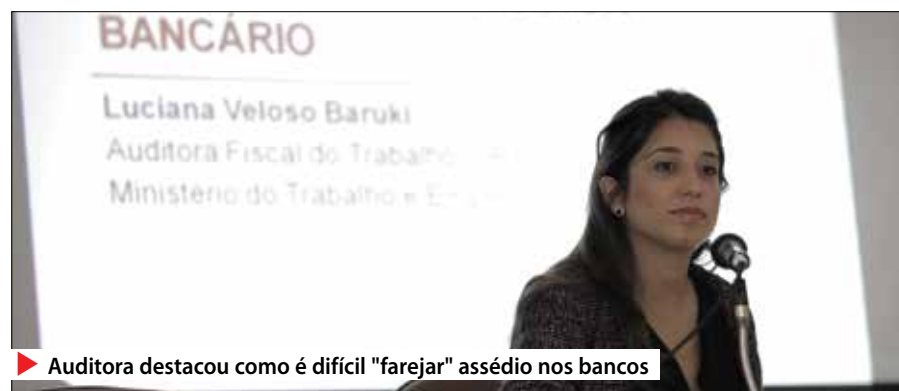 BANCÁRIO
Luciana Veloso Baruki
Auditora Fiscal do Trabalho
Ministério do Trabalho e
Auditora destacou como é difícil "farejar" assédio nos bancos